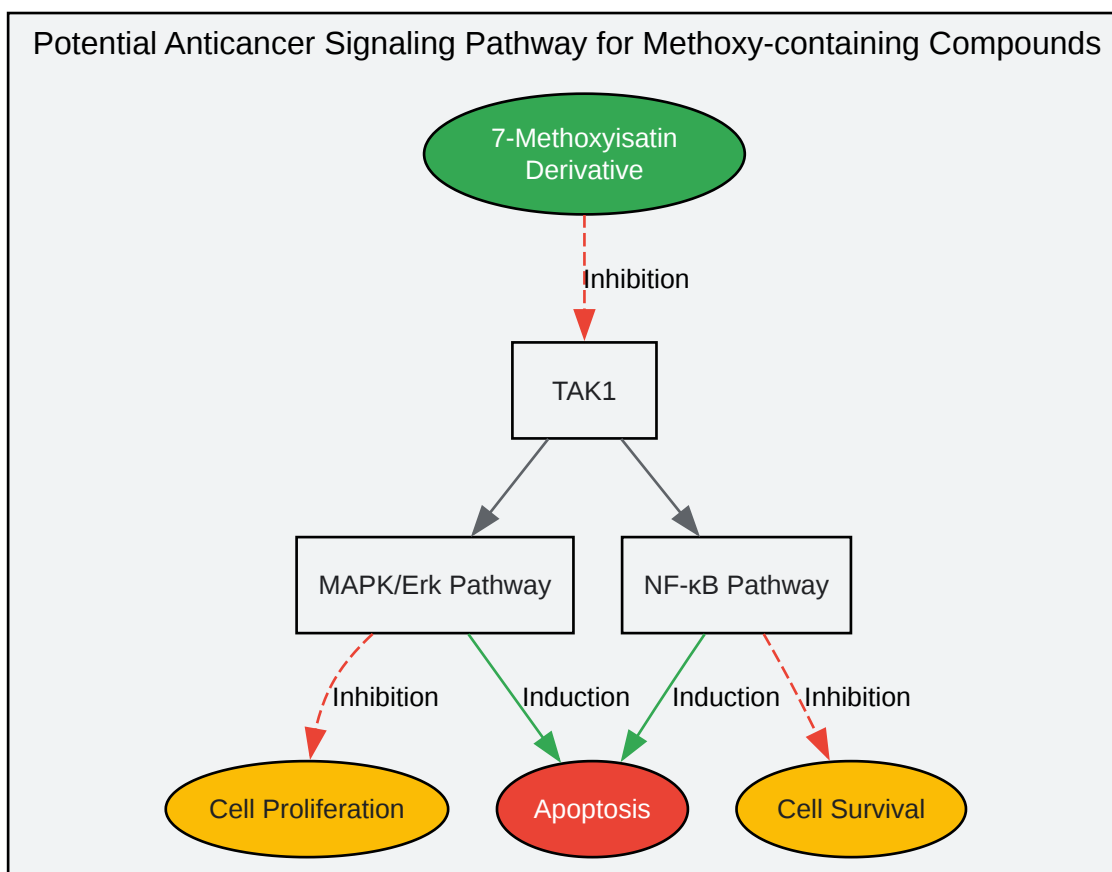 Potential Anticancer Signaling Pathway for Methoxy-containing Compounds
7-Methoxyisatin
Derivative
Inhibition
TAK1
MAPK/Erk Pathway
NF-κB Pathway
Inhibition
Induction
Induction
Inhibition
Cell Proliferation
Apoptosis
Cell Survival